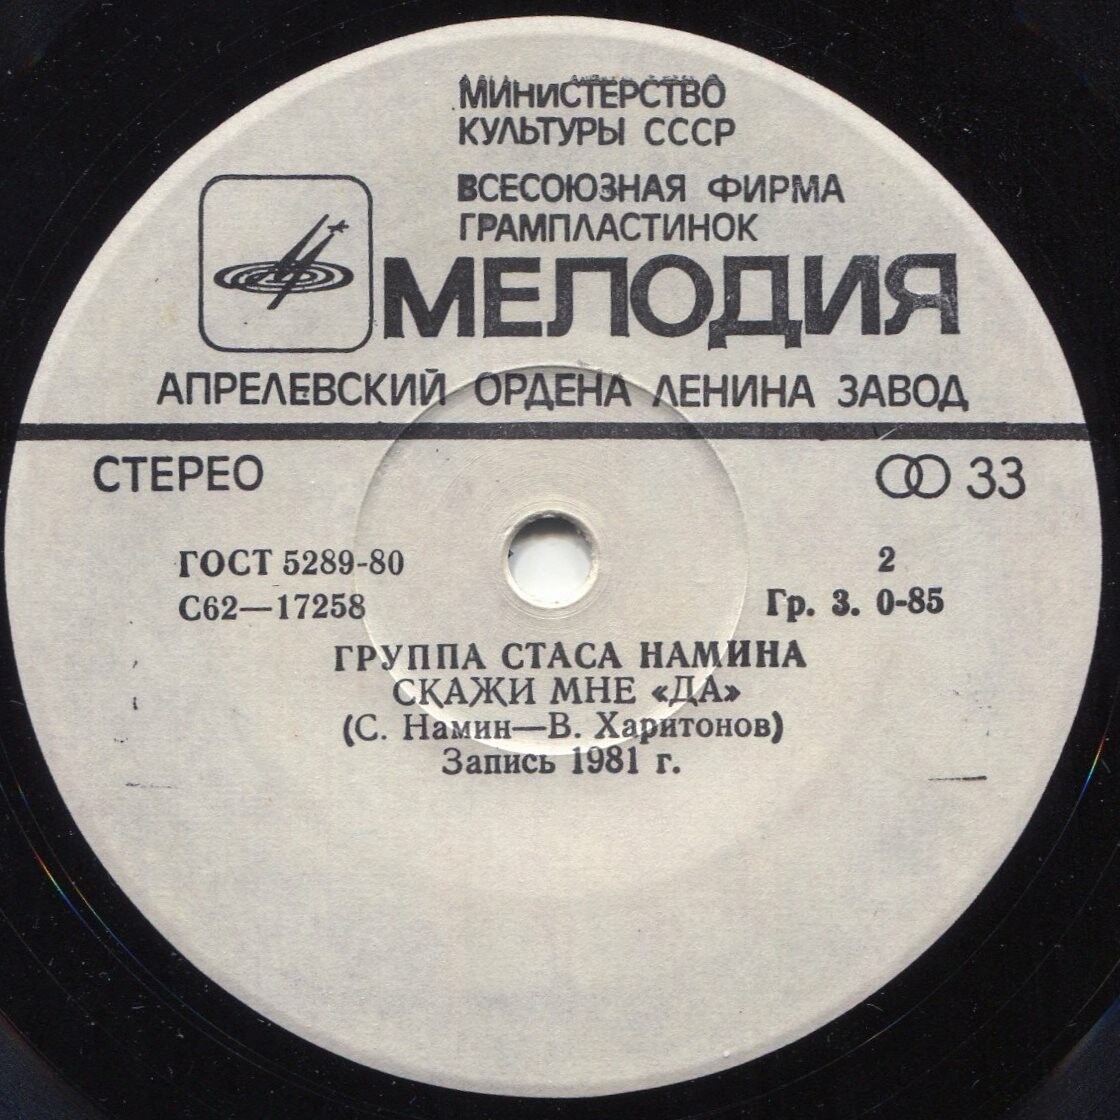 МИНИСТЕРСТВО
КУЛЬТУРЫ СССР
ВСЕСОЮЗНАЯ ФИРМА
ГРАМПЛАСТИНОК
МЕЛОДИЯ
АПРЕЛЕВСКИЙ ОРДЕНА ЛЕНИНА ЗАВОД
СТЕРЕО 33
ГОСТ 5289-80 2
С62—17258 Гр. 3. 0-85
ГРУППА СТАСА НАМИНА
СКАЖИ МНЕ «ДА»
(С. Намин—В. Харитонов)
Запись 1981 г.